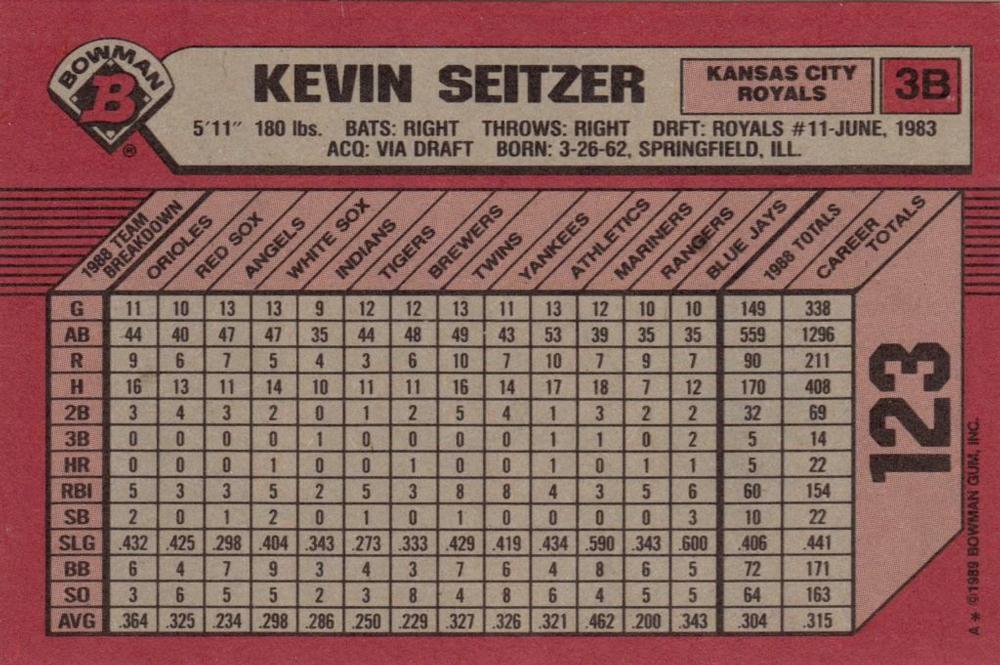 BOWMAN
B
®
KEVIN SEITZER
KANSAS CITY
ROYALS
3B
5'11" 180 lbs. BATS: RIGHT THROWS: RIGHT DRFT: ROYALS #11-JUNE, 1983
ACQ: VIA DRAFT BORN: 3-26-62, SPRINGFIELD, ILL.
1988 TEAM BREAKDOWN ORIOLES RED SOX ANGELS WHITE SOX INDIANS TIGERS BREWERS TWINS YANKEES ATHLETICS MARINERS RANGERS BLUE JAYS 1988 TOTALS CAREER TOTALS
G 11 10 13 13 9 12 12 13 11 13 12 10 10 149 338
AB 44 40 47 47 35 44 48 49 43 53 39 35 35 559 1296
R 9 6 7 5 4 3 6 10 7 10 7 9 7 90 211
H 16 13 11 14 10 11 11 16 14 17 18 7 12 170 408
2B 3 4 3 2 0 1 2 5 4 1 3 2 2 32 69
3B 0 0 0 0 1 0 0 0 0 1 1 0 2 5 14
HR 0 0 0 1 0 0 1 0 0 1 0 1 1 5 22
RBI 5 3 3 5 2 5 3 8 8 4 3 5 6 60 154
SB 2 0 1 2 0 1 0 1 0 0 0 0 3 10 22
SLG .432 .425 .298 .404 .343 .273 .333 .429 .419 .434 .590 .343 .600 .406 .441
BB 6 4 7 9 3 4 3 7 6 4 8 6 5 72 171
SO 3 6 5 5 2 3 8 4 8 6 4 5 5 64 163
AVG .364 .325 .234 .298 .286 .250 .229 .327 .326 .321 .462 .200 .343 .304 .315
123
A * ©1989 BOWMAN GUM, INC.